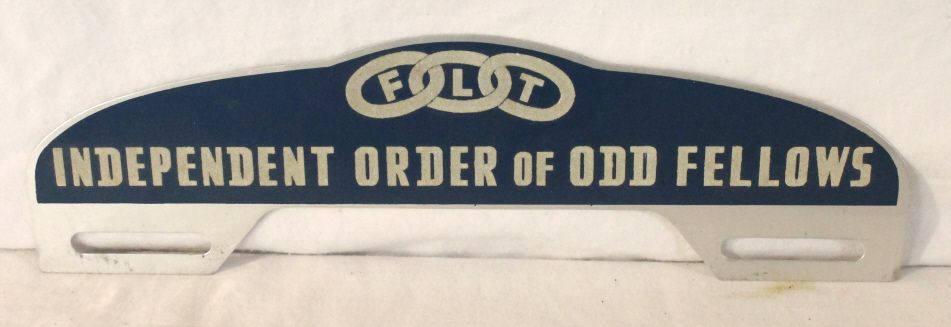 F L T
INDEPENDENT ORDER OF ODD FELLOWS